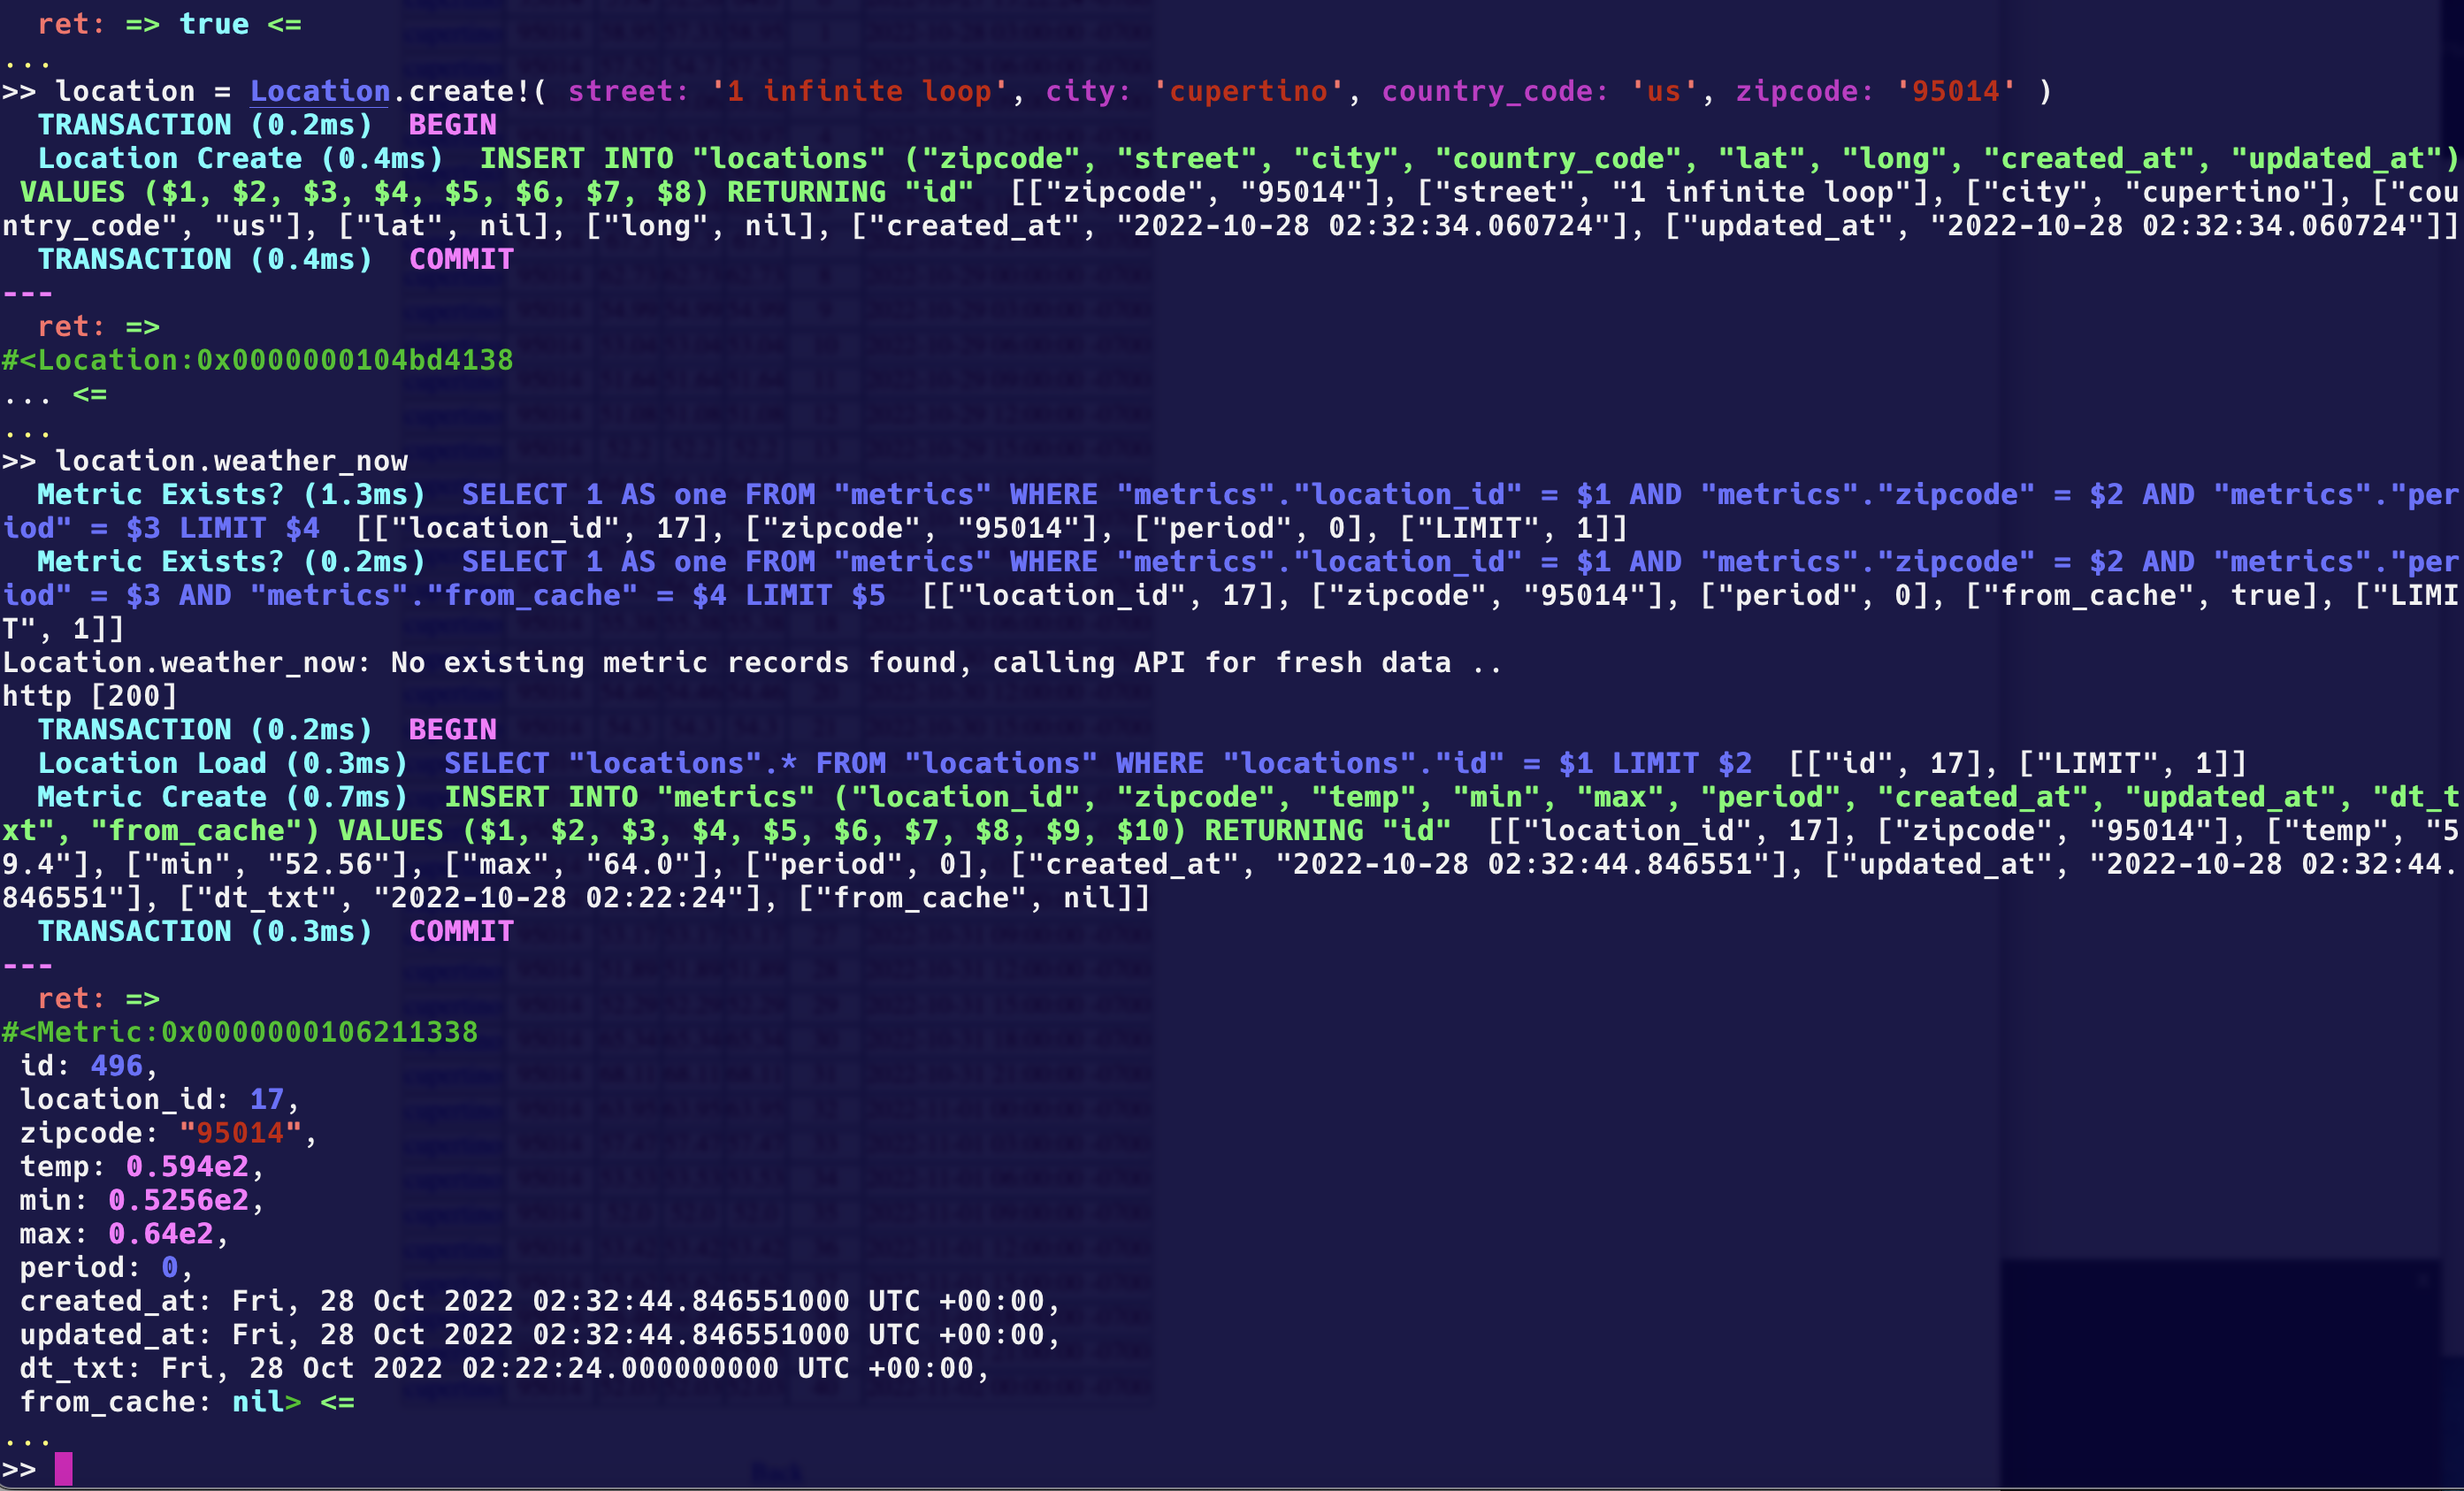 ret: => true <=
...
>> location = Location.create!( street: '1 infinite loop', city: 'cupertino', country_code: 'us', zipcode: '95014' )
TRANSACTION (0.2ms)  BEGIN
Location Create (0.4ms)  INSERT INTO "locations" ("zipcode", "street", "city", "country_code", "lat", "long", "created_at", "updated_at")
VALUES ($1, $2, $3, $4, $5, $6, $7, $8) RETURNING "id"  [["zipcode", "95014"], ["street", "1 infinite loop"], ["city", "cupertino"], ["cou
ntry_code", "us"], ["lat", nil], ["long", nil], ["created_at", "2022-10-28 02:32:34.060724"], ["updated_at", "2022-10-28 02:32:34.060724"]]
TRANSACTION (0.4ms)  COMMIT
---
ret: =>
#<Location:0x0000000104bd4138
... <=
...
>> location.weather_now
Metric Exists? (1.3ms)  SELECT 1 AS one FROM "metrics" WHERE "metrics"."location_id" = $1 AND "metrics"."zipcode" = $2 AND "metrics"."per
iod" = $3 LIMIT $4  [["location_id", 17], ["zipcode", "95014"], ["period", 0], ["LIMIT", 1]]
Metric Exists? (0.2ms)  SELECT 1 AS one FROM "metrics" WHERE "metrics"."location_id" = $1 AND "metrics"."zipcode" = $2 AND "metrics"."per
iod" = $3 AND "metrics"."from_cache" = $4 LIMIT $5  [["location_id", 17], ["zipcode", "95014"], ["period", 0], ["from_cache", true], ["LIMI
T", 1]]
Location.weather_now: No existing metric records found, calling API for fresh data ..
http [200]
TRANSACTION (0.2ms)  BEGIN
Location Load (0.3ms)  SELECT "locations".* FROM "locations" WHERE "locations"."id" = $1 LIMIT $2  [["id", 17], ["LIMIT", 1]]
Metric Create (0.7ms)  INSERT INTO "metrics" ("location_id", "zipcode", "temp", "min", "max", "period", "created_at", "updated_at", "dt_t
xt", "from_cache") VALUES ($1, $2, $3, $4, $5, $6, $7, $8, $9, $10) RETURNING "id"  [["location_id", 17], ["zipcode", "95014"], ["temp", "5
9.4"], ["min", "52.56"], ["max", "64.0"], ["period", 0], ["created_at", "2022-10-28 02:32:44.846551"], ["updated_at", "2022-10-28 02:32:44.
846551"], ["dt_txt", "2022-10-28 02:22:24"], ["from_cache", nil]]
TRANSACTION (0.3ms)  COMMIT
---
ret: =>
#<Metric:0x0000000106211338
id: 496,
location_id: 17,
zipcode: "95014",
temp: 0.594e2,
min: 0.5256e2,
max: 0.64e2,
period: 0,
created_at: Fri, 28 Oct 2022 02:32:44.846551000 UTC +00:00,
updated_at: Fri, 28 Oct 2022 02:32:44.846551000 UTC +00:00,
dt_txt: Fri, 28 Oct 2022 02:22:24.000000000 UTC +00:00,
from_cache: nil> <=
...
>>